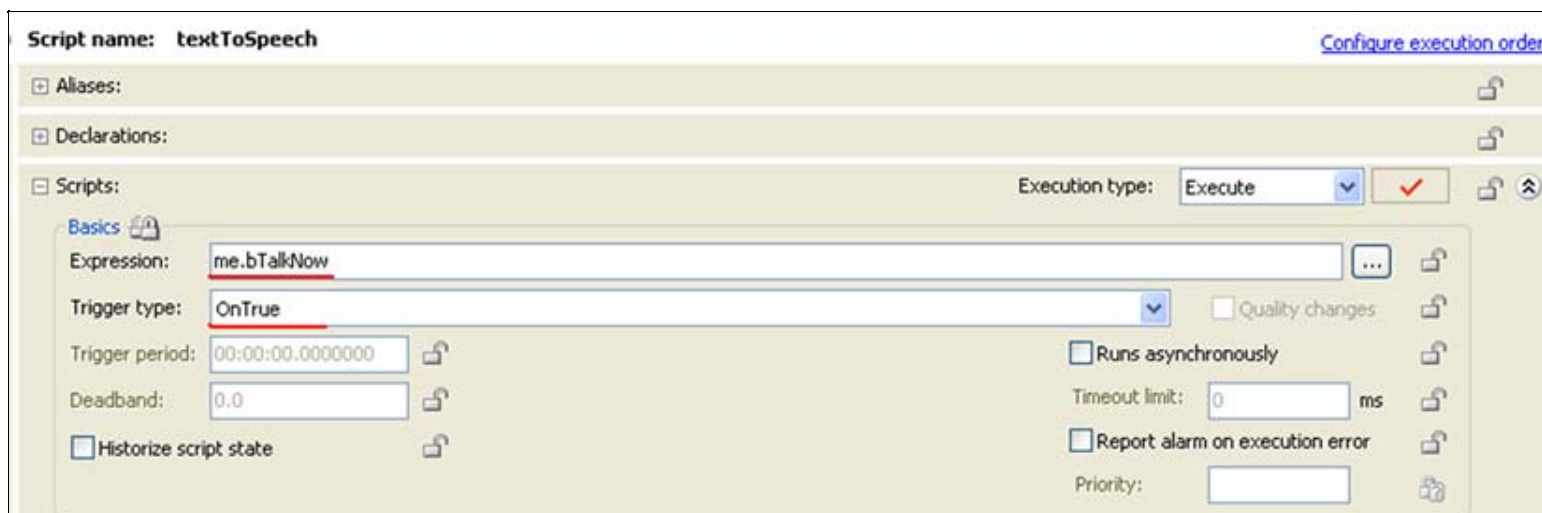 Script name: textToSpeech Configure execution order
Aliases:
Declarations:
Scripts: Execution type: Execute
Basics
Expression: me.bTalkNow ...
Trigger type: OnTrue Quality changes
Trigger period: 00:00:00.0000000 Runs asynchronously
Deadband: 0.0 Timeout limit: 0 ms
Historize script state Report alarm on execution error
Priority: